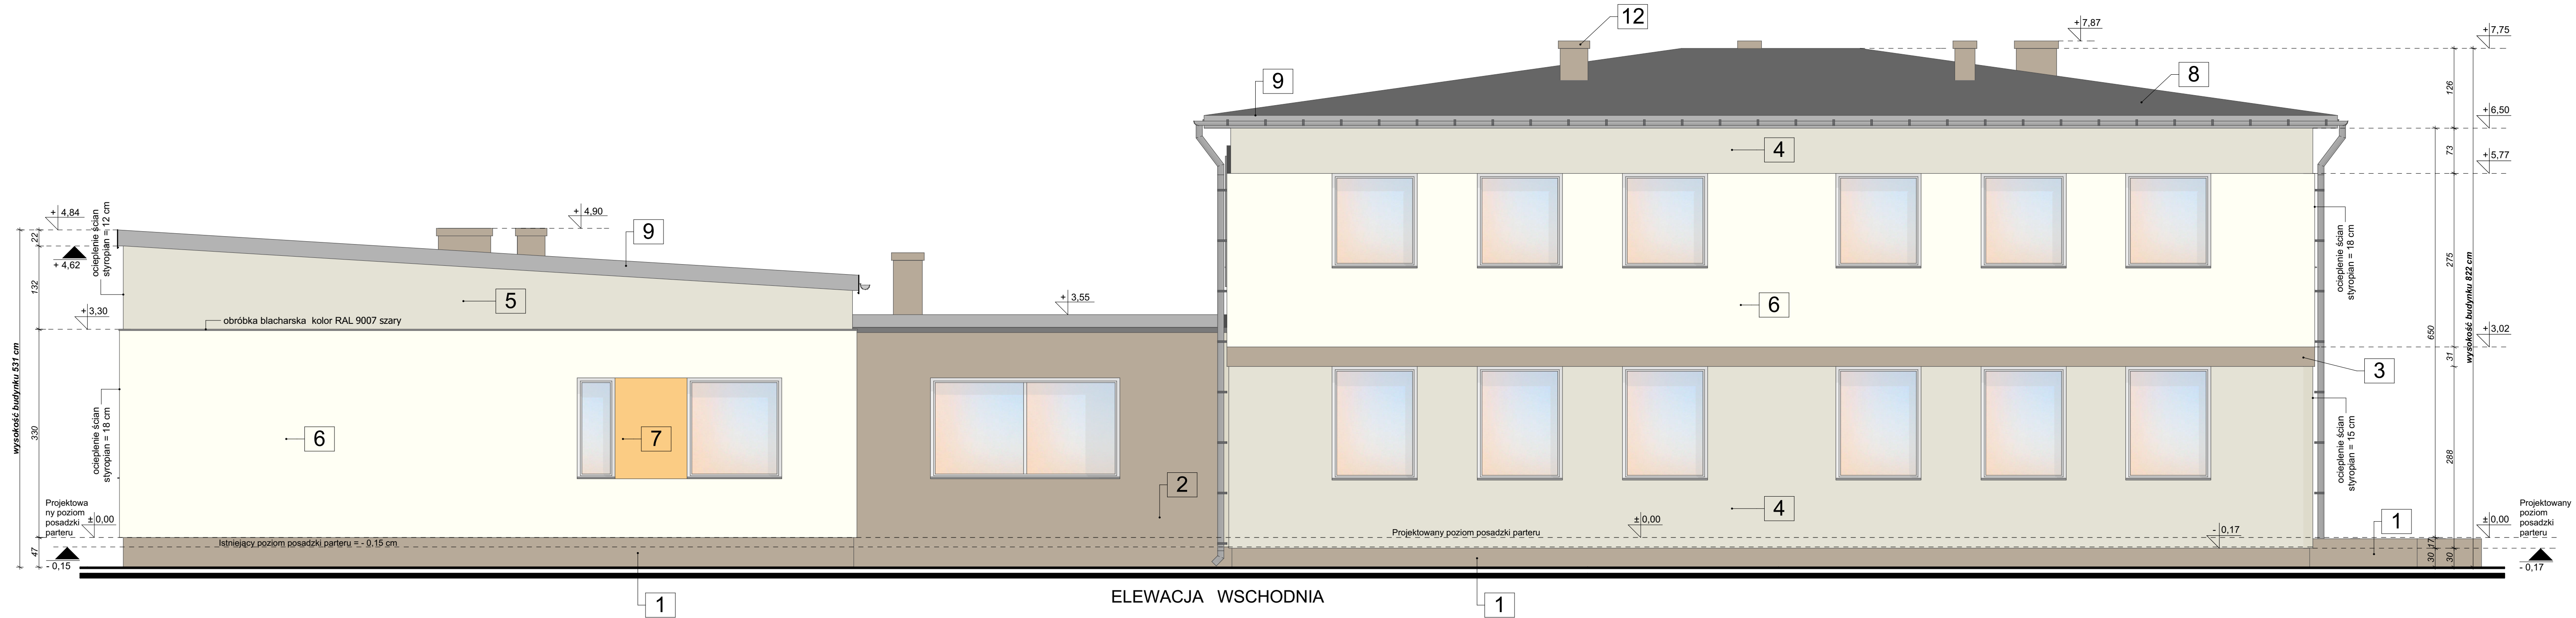 12
+7,87
+7,75
9
8
126
+6,50
4
73
+5,77
+4,84
22
+4,62
ocieplenie ścian
styropian = 12 cm
+4,90
9
132
5
+3,30
obróbka blacharska kolor RAL 9007 szary
+3,55
6
ocieplenie ścian
styropian = 18 cm
275
650
wysokość budynku 822 cm
+3,02
31
3
wysokość budynku 531 cm
330
ocieplenie ścian
styropian = 18 cm
6
7
2
4
ocieplenie ścian
styropian = 15 cm
288
Projektowa
ny poziom
posadzki
parteru
±0,00
Istniejący poziom posadzki parteru = - 0,15 cm
Projektowany poziom posadzki parteru
±0,00
- 0,17
1
±0,00
Projektowany
poziom
posadzki
parteru
47
- 0,15
17
30
30
- 0,17
1
ELEWACJA WSCHODNIA
1